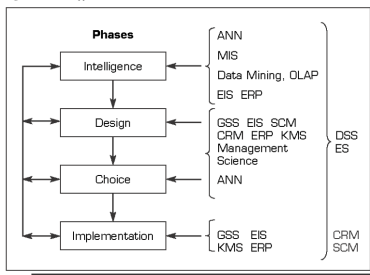 Phases
ANN
MIS
Intelligence
Data Mining, OLAP
EIS ERP
Design
GSS EIS SCM
CRM ERP KMS
Management
Science
DSS
ES
Choice
ANN
Implementation
GSS EIS
KMS ERP
CRM
SCM